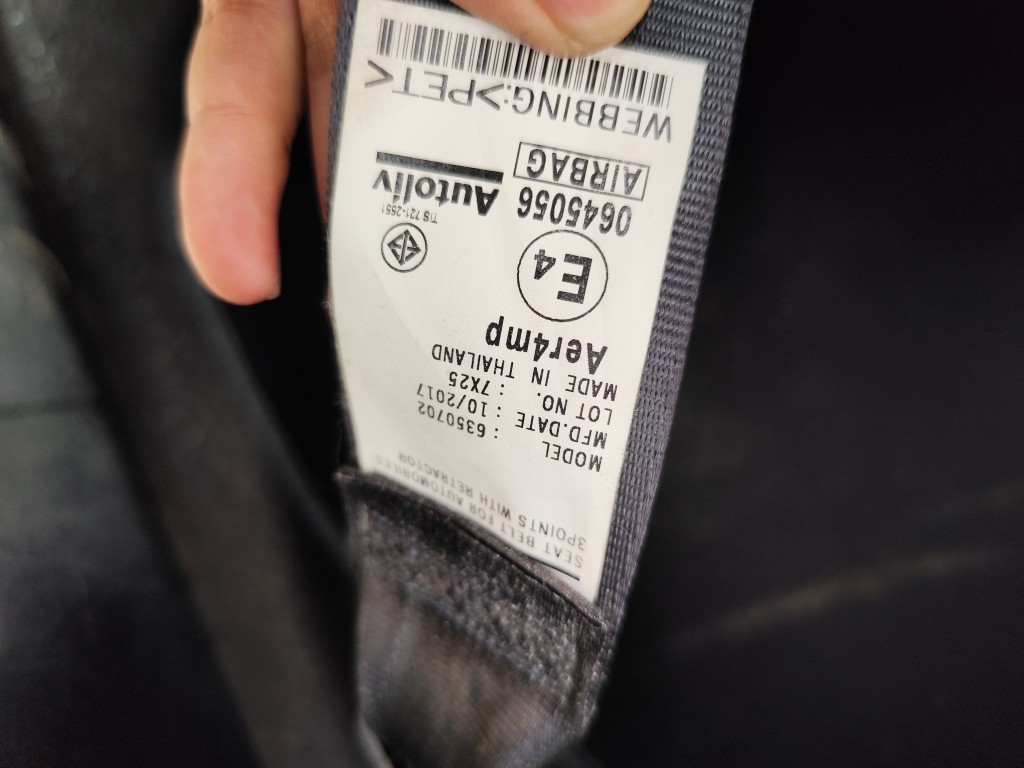 SEAT BELT FOR AUTOMOBILES
3POINTS WITH RETRACTOR
MODEL : 6350702
MFD.DATE : 10/2017
LOT NO. : 7X25
MADE IN THAILAND
Aer4mp
E4
0645056
TIS 721-2551
AIRBAG
Autoliv
WEBBING:>PET<